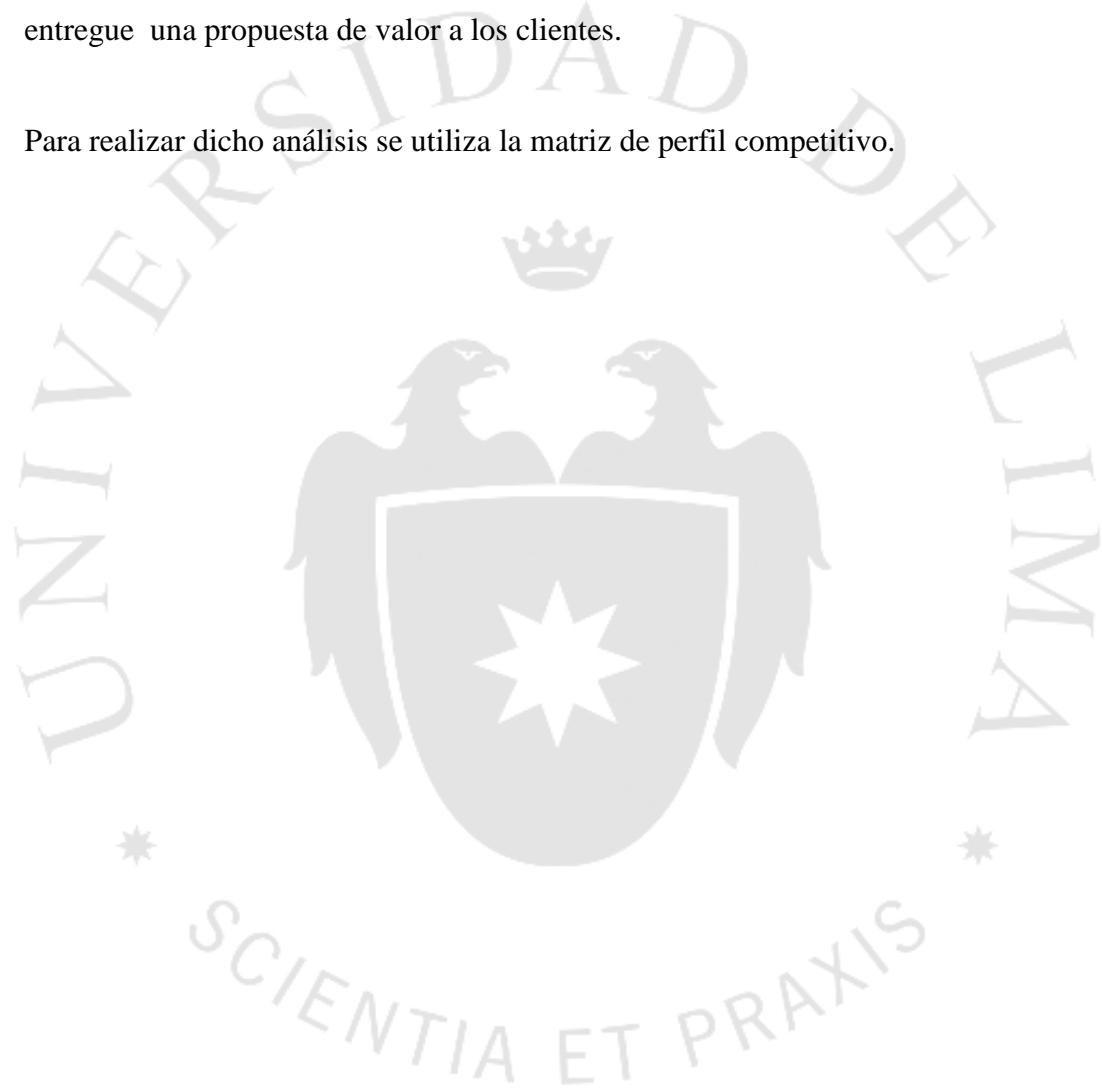 entregue  una propuesta de valor a los clientes.
Para realizar dicho análisis se utiliza la matriz de perfil competitivo.
UNIVERSIDAD DE LIMA
SCIENTIA ET PRAXIS